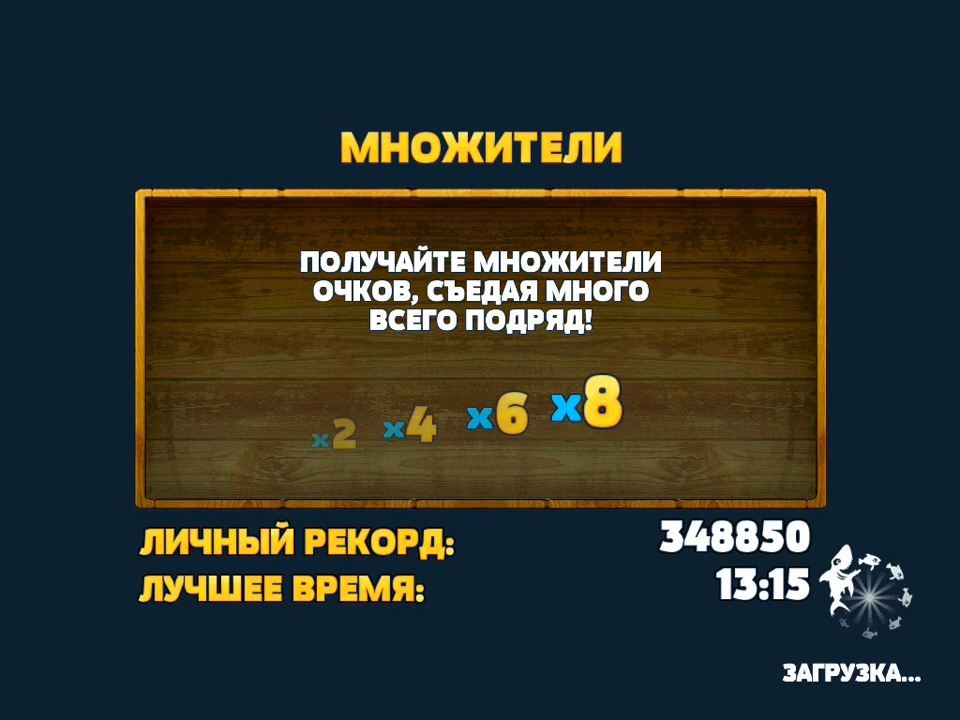 МНОЖИТЕЛИ
ПОЛУЧАЙТЕ МНОЖИТЕЛИ
ОЧКОВ, СЪЕДАЯ МНОГО
ВСЕГО ПОДРЯД!
x2 x4 x6 x8
ЛИЧНЫЙ РЕКОРД: 348850
ЛУЧШЕЕ ВРЕМЯ: 13:15
ЗАГРУЗКА...